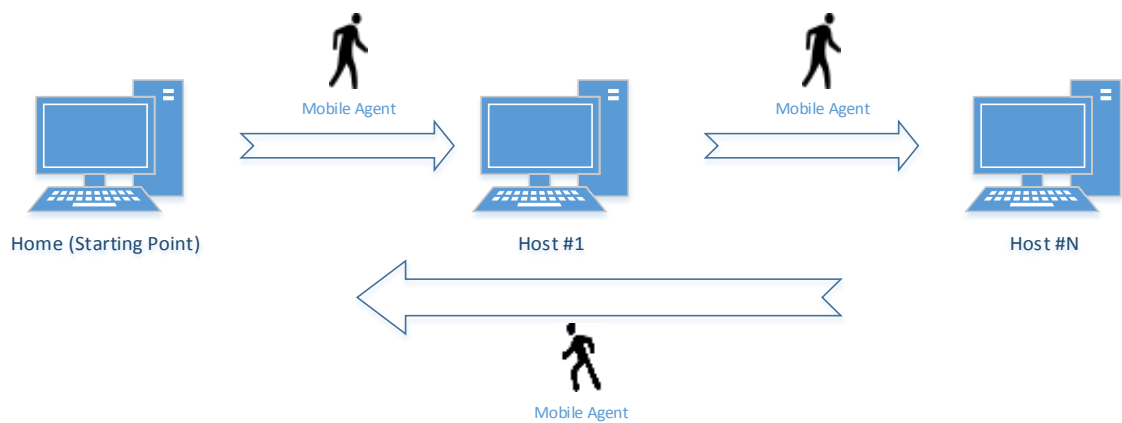 Mobile Agent
Mobile Agent
Home (Starting Point)
Host #1
Host #N
Mobile Agent